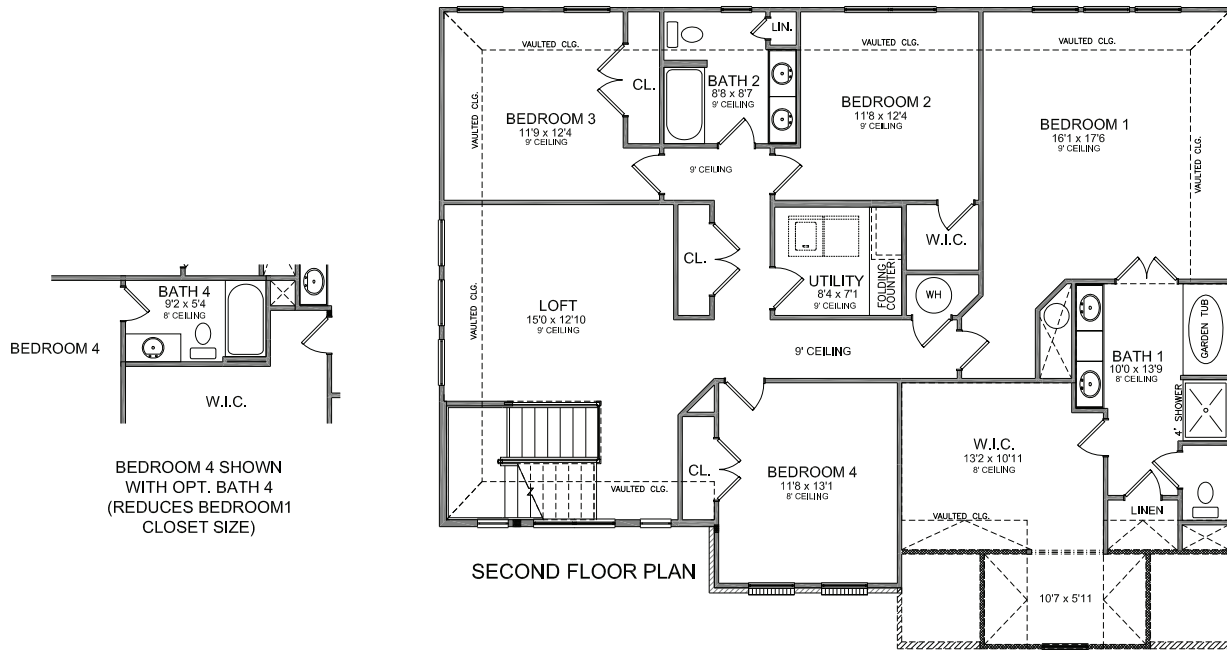 LIN.
VAULTED CLG.
VAULTED CLG.
VAULTED CLG.
CL.
BATH 2
8'8 x 8'7
9' CEILING
BEDROOM 3
11'9 x 12'4
9' CEILING
BEDROOM 2
11'8 x 12'4
9' CEILING
BEDROOM 1
16'1 x 17'6
9' CEILING
VAULTED CLG.
VAULTED CLG.
9' CEILING
CL.
W.I.C.
UTILITY
8'4 x 7'1
9' CEILING
FOLDING
COUNTER
WH
LOFT
15'0 x 12'10
9' CEILING
VAULTED CLG.
9' CEILING
BATH 1
10'0 x 13'9
8' CEILING
GARDEN TUB
4' SHOWER
W.I.C.
13'2 x 10'11
8' CEILING
CL.
BEDROOM 4
11'8 x 13'1
8' CEILING
VAULTED CLG.
VAULTED CLG.
LINEN
10'7 x 5'11
SECOND FLOOR PLAN
BATH 4
9'2 x 5'4
8' CEILING
BEDROOM 4
W.I.C.
BEDROOM 4 SHOWN
WITH OPT. BATH 4
(REDUCES BEDROOM1
CLOSET SIZE)